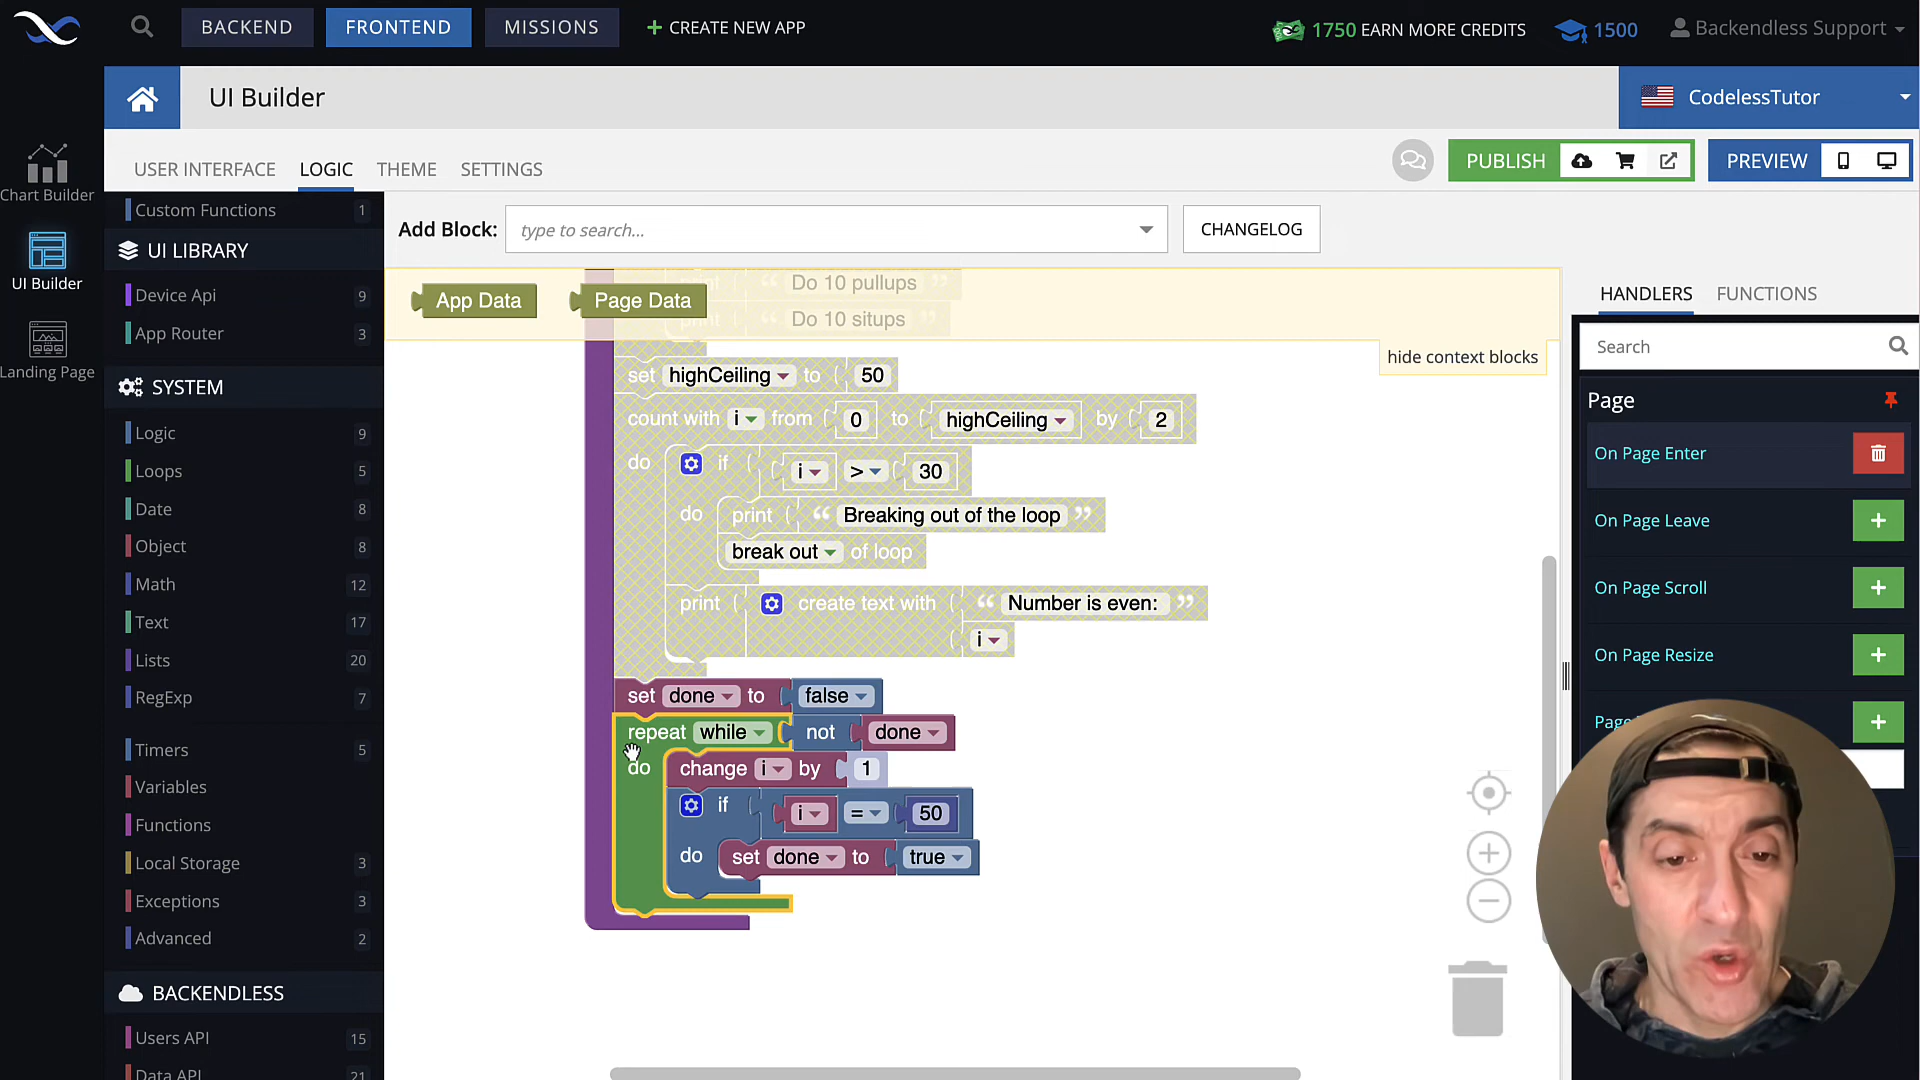 BACKEND
FRONTEND
MISSIONS
+ CREATE NEW APP
1750 EARN MORE CREDITS
1500
Backendless Support
UI Builder
CodelessTutor
Chart Builder
UI Builder
Landing Page
USER INTERFACE
LOGIC
THEME
SETTINGS
PUBLISH
PREVIEW
Custom Functions 1
UI LIBRARY
Device Api 9
App Router 3
SYSTEM
Logic 9
Loops 5
Date 8
Object 8
Math 12
Text 17
Lists 20
RegExp 7
Timers 5
Variables
Functions
Local Storage 3
Exceptions 3
Advanced 2
BACKENDLESS
Users API 15
Data API 21
Add Block: type to search...
CHANGELOG
App Data
Page Data
hide context blocks
print “ Do 10 pullups ”
print “ Do 10 situps ”
set highCeiling to 50
count with i from 0 to highCeiling by 2
do if i > 30
do print “ Breaking out of the loop ”
break out of loop
print create text with “ Number is even: ”
i
set done to false
repeat while not done
do change i by 1
if i = 50
do set done to true
HANDLERS
FUNCTIONS
Search
Page
On Page Enter
On Page Leave
On Page Scroll
On Page Resize